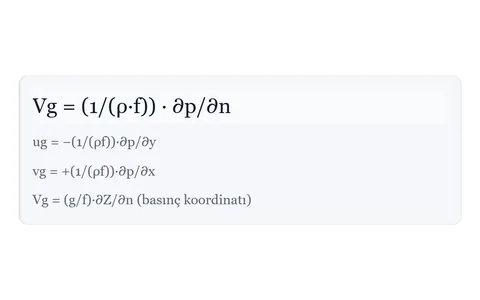 Vg = (1/(ρ·f)) · ∂p/∂n
ug = −(1/(ρf))·∂p/∂y
vg = +(1/(ρf))·∂p/∂x
Vg = (g/f)·∂Z/∂n (basınç koordinatı)